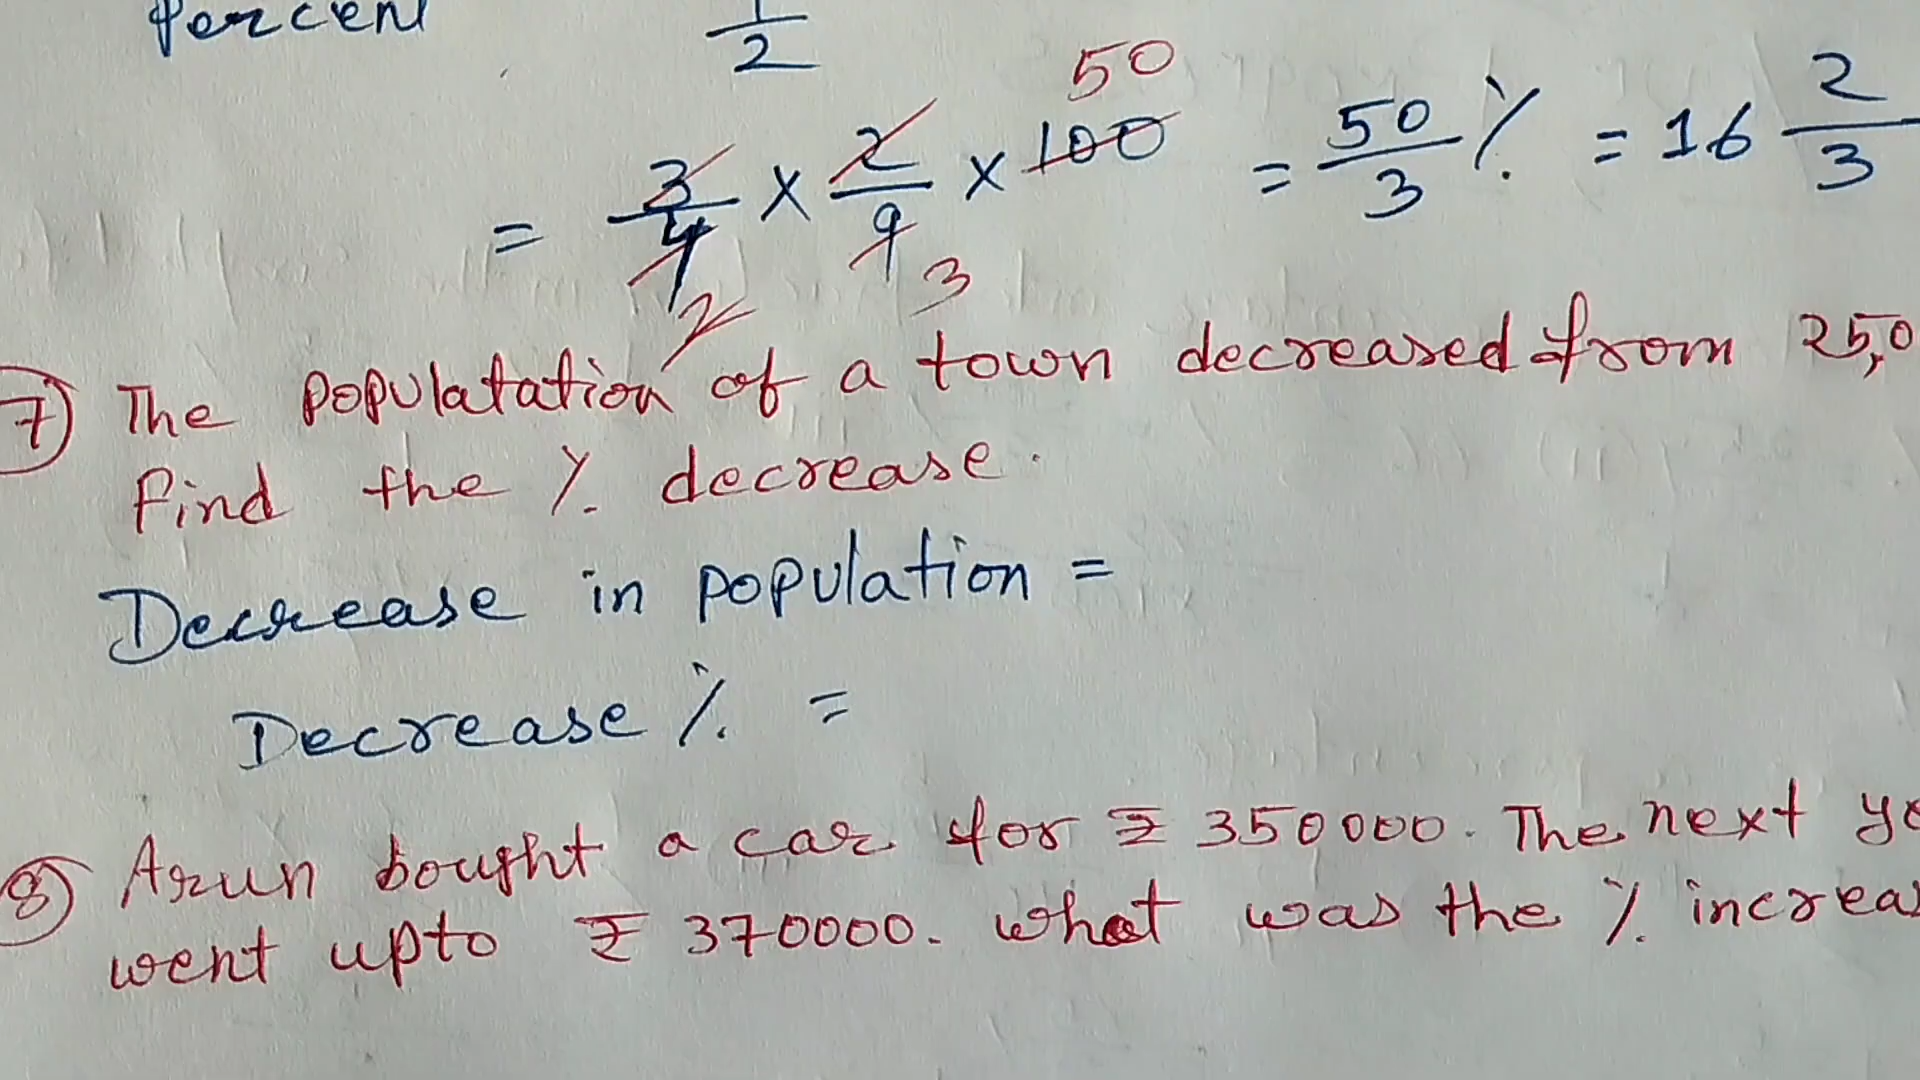 Percent 1/2
50
= 3/4 x 2/9 x 100 = 50/3 % = 16 2/3
2 3
7) The populatation of a town decreased from 25,0
find the % decrease.
Decrease in population =
Decrease % =
8) Arun bought a car for ₹ 350000. The next ye
went upto ₹ 370000. what was the % increas